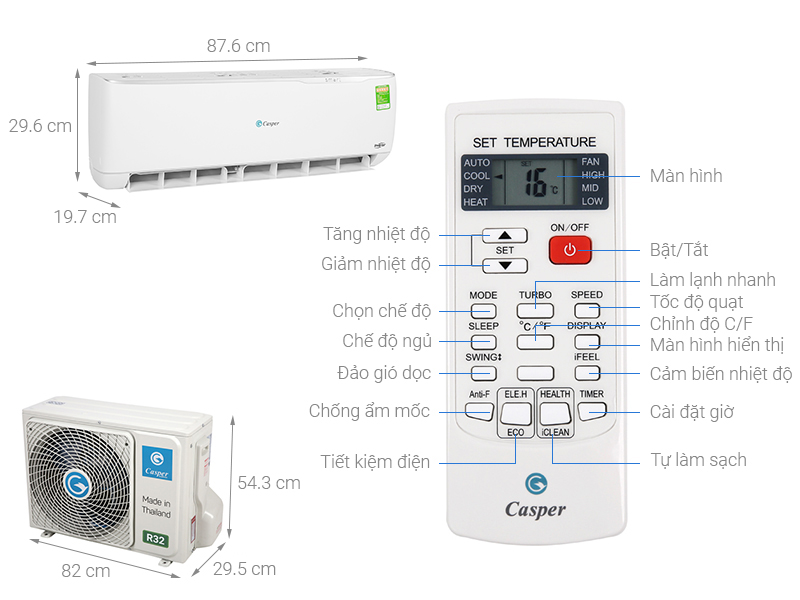 87.6 cm
29.6 cm
19.7 cm
Casper
SET TEMPERATURE
AUTO
COOL
DRY
HEAT
SET
16 °C
FAN
HIGH
MID
LOW
Màn hình
ON/OFF
Tăng nhiệt độ
SET
Giảm nhiệt độ
Bật/Tắt
Làm lạnh nhanh
MODE TURBO SPEED
Tốc độ quạt
Chọn chế độ
SLEEP °C/°F DISPLAY
Chỉnh độ C/F
Chế độ ngủ
Màn hình hiển thị
SWING iFEEL
Đảo gió dọc
Cảm biến nhiệt độ
Anti-F ELE.H HEALTH TIMER
Chống ẩm mốc
Cài đặt giờ
ECO iCLEAN
Tiết kiệm điện
Tự làm sạch
Casper
Casper
Made in
Thailand
R32
54.3 cm
82 cm
29.5 cm